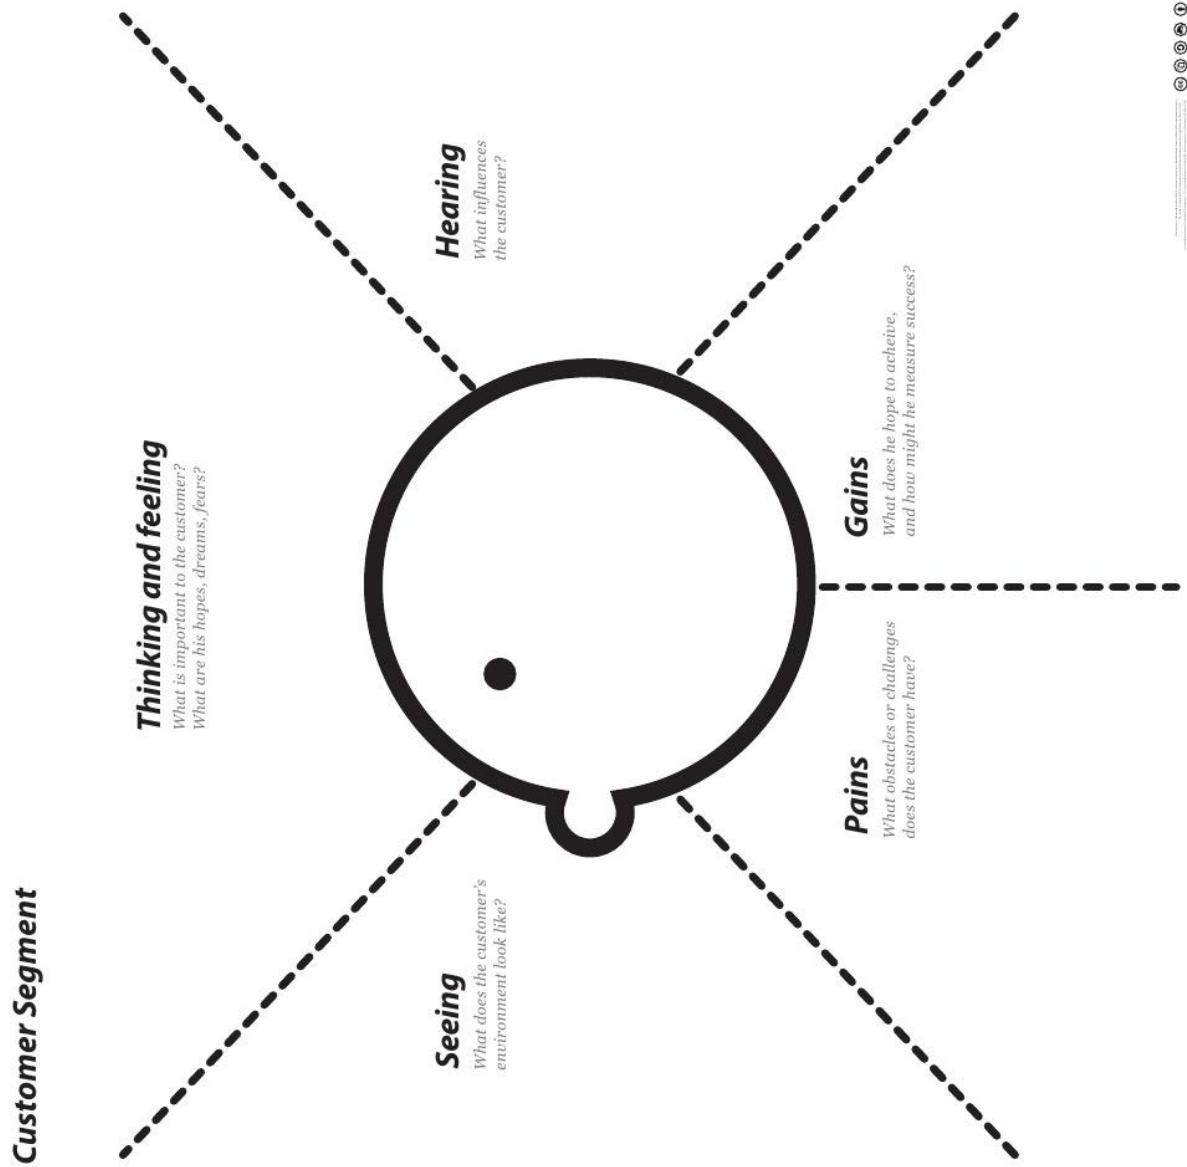 Customer Segment
Thinking and feeling
What is important to the customer?
What are his hopes, dreams, fears?
Seeing
What does the customer's
environment look like?
Hearing
What influences
the customer?
Pains
What obstacles or challenges
does the customer have?
Gains
What does he hope to acheive,
and how might he measure success?